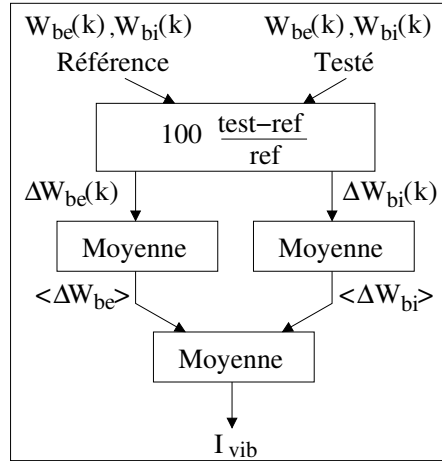 W_be(k) ,W_bi(k) W_be(k) ,W_bi(k)
Référence Testé
100 test−ref
ref
ΔW_be(k) ΔW_bi(k)
Moyenne Moyenne
<ΔW_be> <ΔW_bi>
Moyenne
I_vib